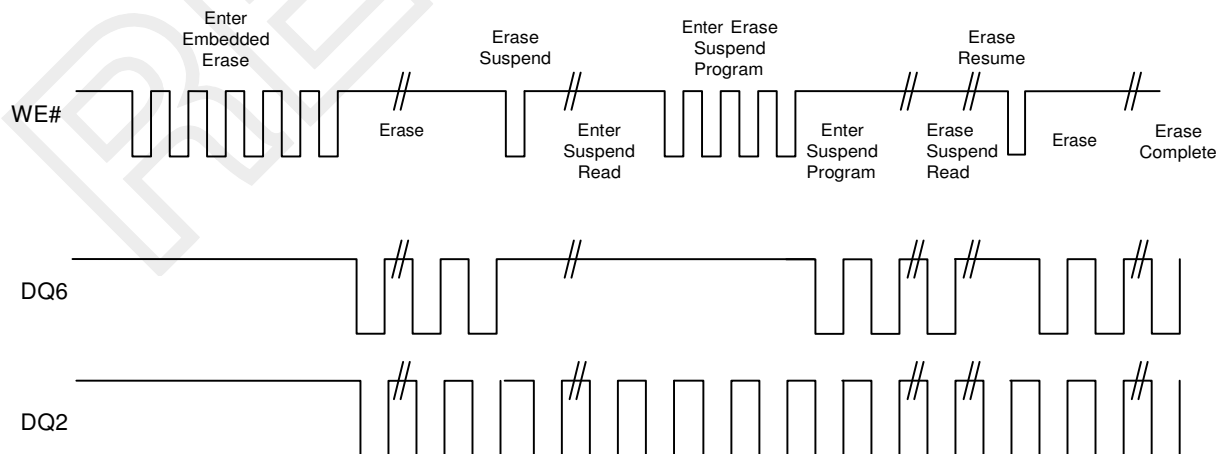 Enter
Embedded
Erase
Erase
Suspend
Enter Erase
Suspend
Program
Erase
Resume
WE#
Erase
Enter
Suspend
Read
Enter
Suspend
Program
Erase
Suspend
Read
Erase
Erase
Complete
DQ6
DQ2